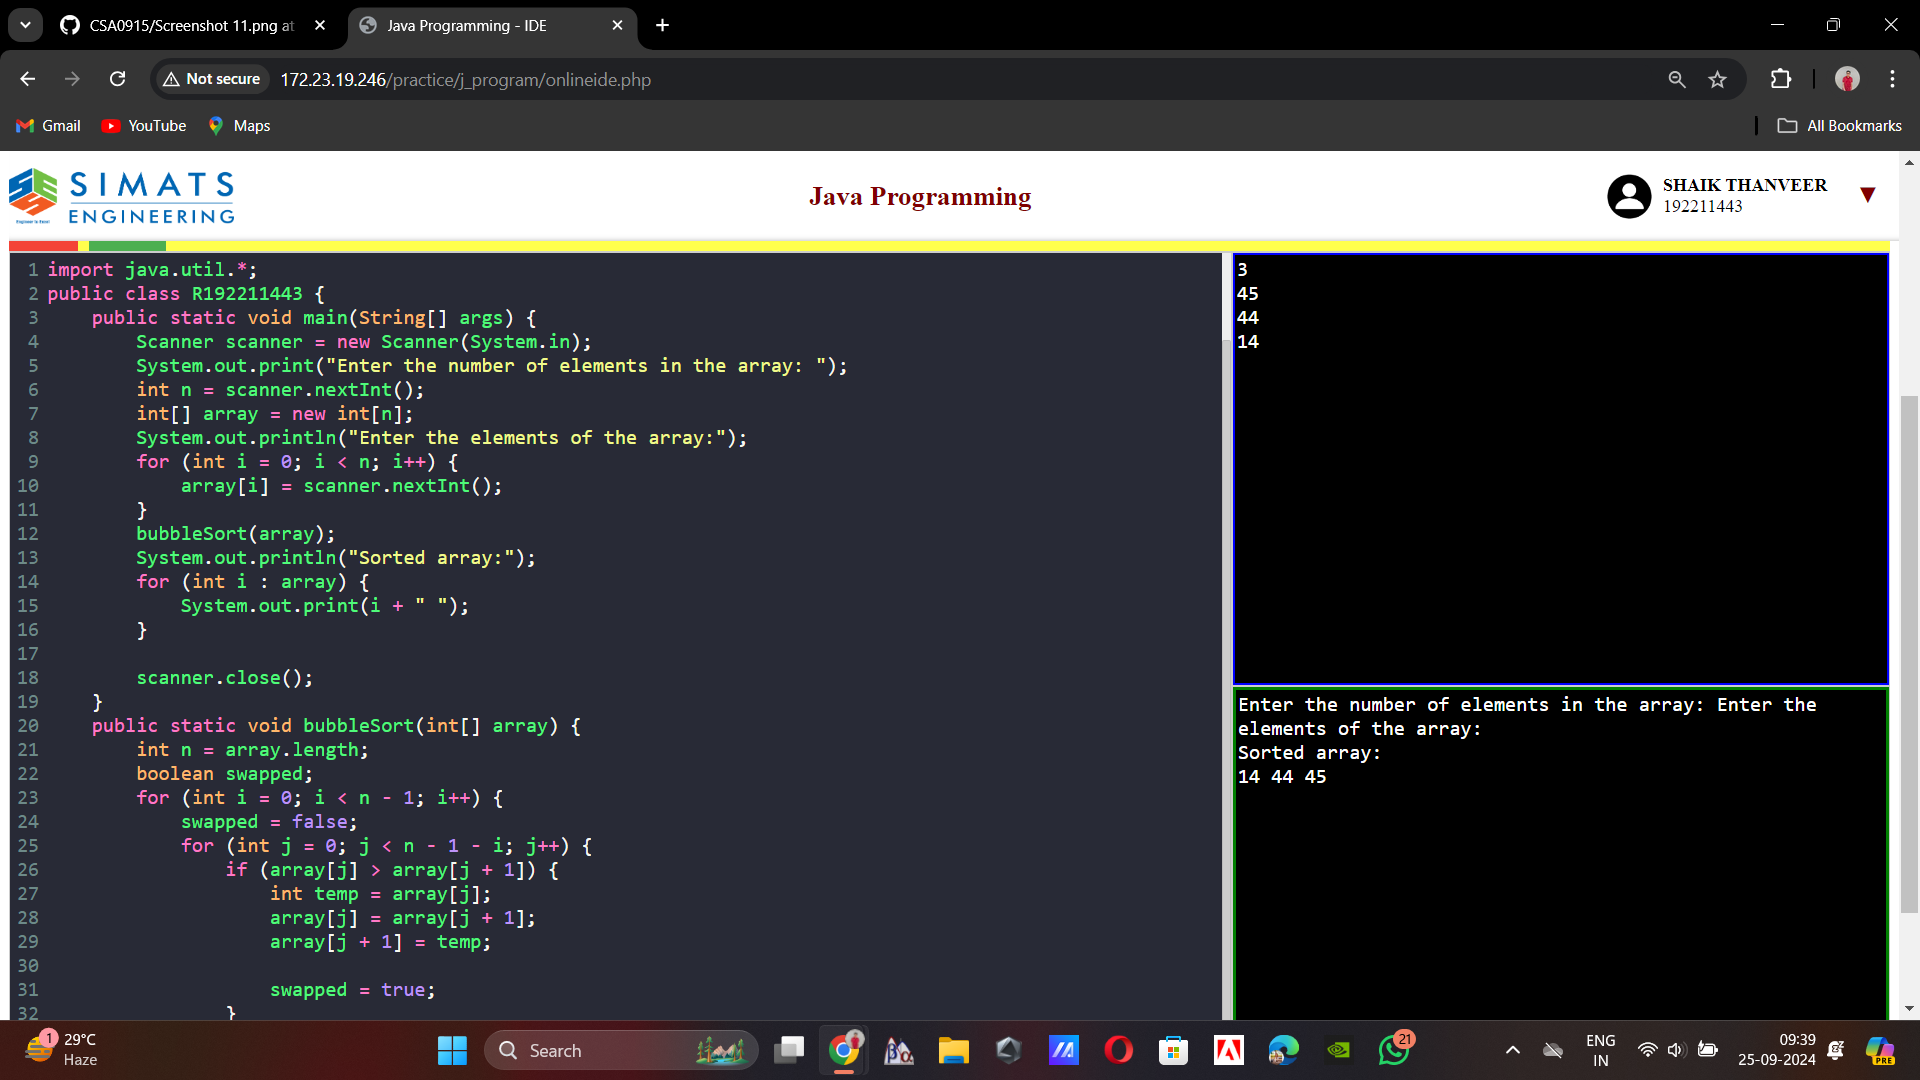 CSA0915/Screenshot 11.png at
Java Programming - IDE
Not secure
172.23.19.246/practice/j_program/onlineide.php
Gmail
YouTube
Maps
All Bookmarks
SIMATS
ENGINEERING
Java Programming
SHAIK THANVEER
192211443
1 import java.util.*;
2 public class R192211443 {
3     public static void main(String[] args) {
4         Scanner scanner = new Scanner(System.in);
5         System.out.print("Enter the number of elements in the array: ");
6         int n = scanner.nextInt();
7         int[] array = new int[n];
8         System.out.println("Enter the elements of the array:");
9         for (int i = 0; i < n; i++) {
10             array[i] = scanner.nextInt();
11         }
12         bubbleSort(array);
13         System.out.println("Sorted array:");
14         for (int i : array) {
15             System.out.print(i + " ");
16         }
17
18         scanner.close();
19     }
20     public static void bubbleSort(int[] array) {
21         int n = array.length;
22         boolean swapped;
23         for (int i = 0; i < n - 1; i++) {
24             swapped = false;
25             for (int j = 0; j < n - 1 - i; j++) {
26                 if (array[j] > array[j + 1]) {
27                     int temp = array[j];
28                     array[j] = array[j + 1];
29                     array[j + 1] = temp;
30
31                     swapped = true;
32                 }
3
45
44
14
Enter the number of elements in the array: Enter the
elements of the array:
Sorted array:
14 44 45
1
29°C
Haze
Search
21
ENG
IN
09:39
25-09-2024
PRE